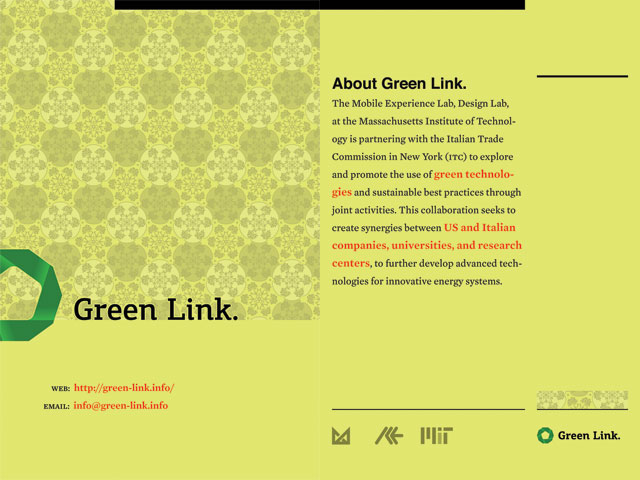 Green Link.
WEB: http://green-link.info/
EMAIL: info@green-link.info
About Green Link.
The Mobile Experience Lab, Design Lab,
at the Massachusetts Institute of Technol-
ogy is partnering with the Italian Trade
Commission in New York (ITC) to explore
and promote the use of green technolo-
gies and sustainable best practices through
joint activities. This collaboration seeks to
create synergies between US and Italian
companies, universities, and research
centers, to further develop advanced tech-
nologies for innovative energy systems.
MIT
Green Link.